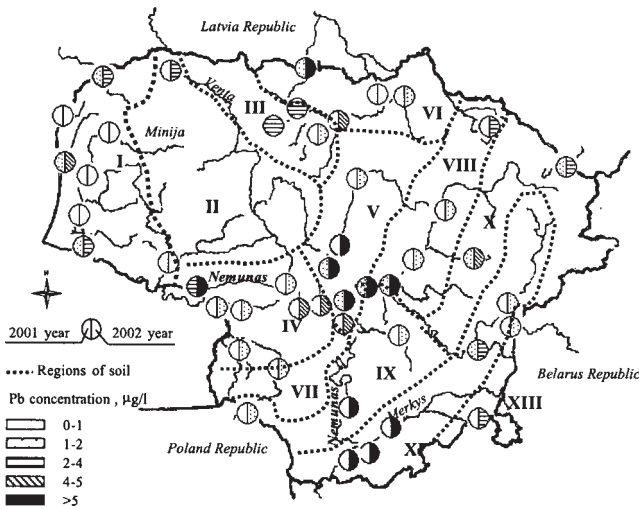 Latvia Republic
Venta
III
VI
Minija
I
VIII
II
V
X
Nemunas
2001 year
2002 year
IV
Regions of soil
IX
VII
Belarus Republic
Pb concentration , µg/l
Nemunas
Merkys
XIII
0-1
1-2
Poland Republic
2-4
4-5
>5